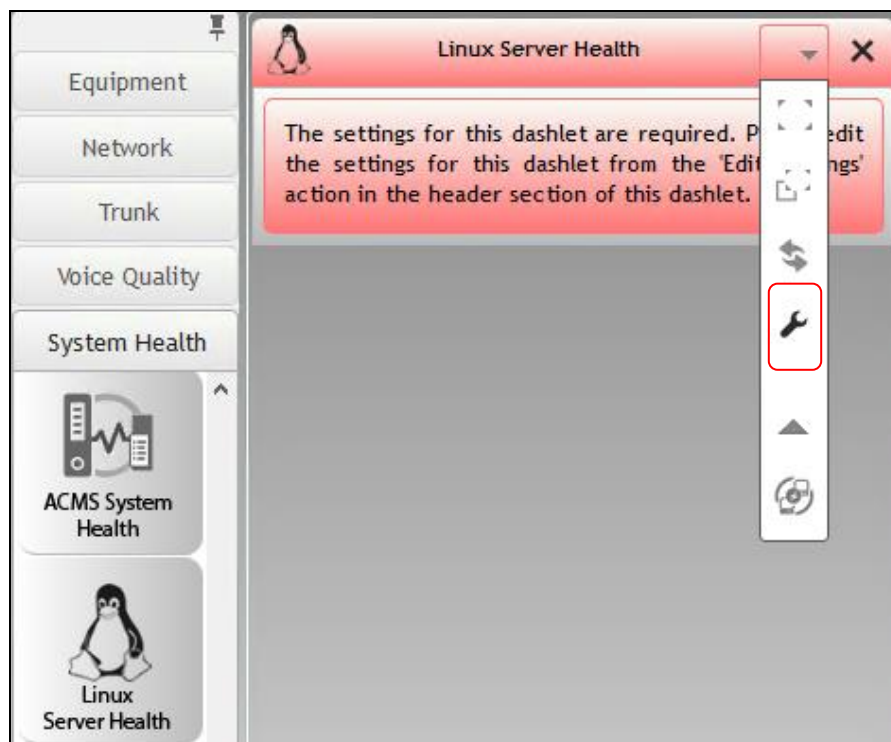 Equipment
Network
Trunk
Voice Quality
System Health
ACMS System
Health
Linux
Server Health
Linux Server Health
The settings for this dashlet are required. P edit
the settings for this dashlet from the 'Edit ngs'
action in the header section of this dashlet.